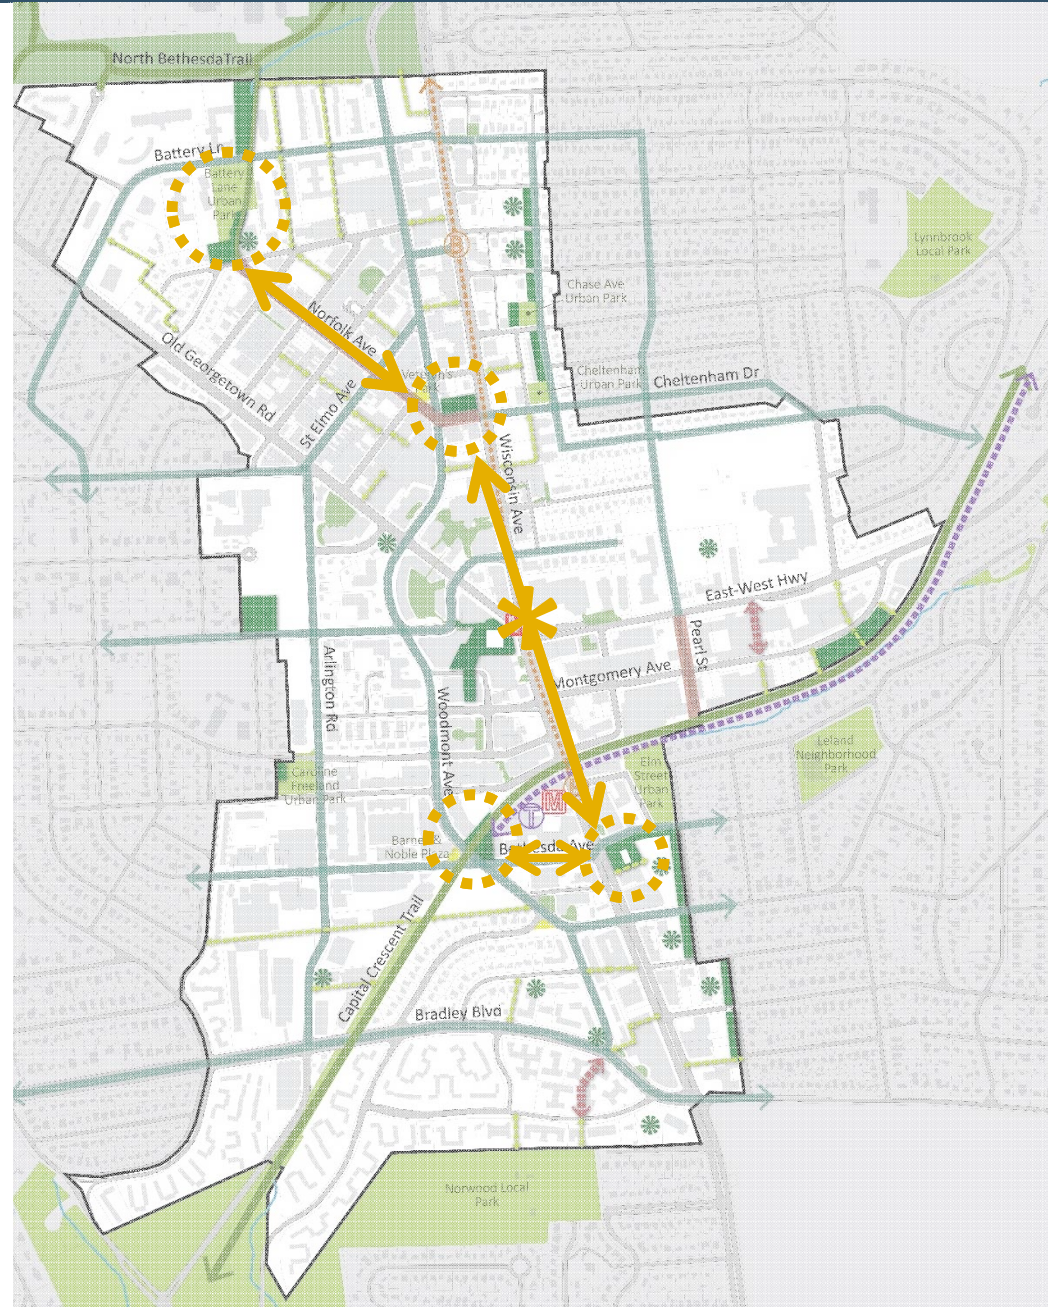 North BethesdaTrail
Battery Ln
Battery
Lane
Urban
Park
Lynnbrook
Local Park
B
Chase Ave
Urban Park
Norfolk Ave
Old Georgetown Rd
St Elmo Ave
Veteran's
Park
Cheltenham
Urban Park
Cheltenham Dr
Wisconsin Ave
East-West Hwy
Pearl St
Montgomery Ave
Arlington Rd
Woodmont Ave
Leland
Neighborhood
Park
Elm
Street
Urban
Park
Caroline
Freeland
Urban Park
M
T
Barnes &
Noble Plaza
Bethesda Ave
Capital Crescent Trail
Bradley Blvd
Norwood Local
Park